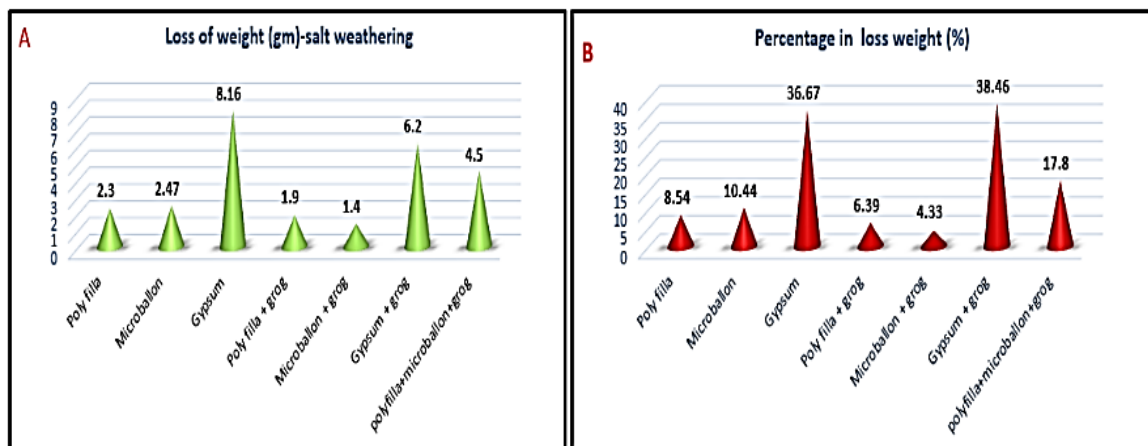 A
Loss of weight (gm)-salt weathering
9
8
7
6
5
4
3
2
1
0
2.3
2.47
8.16
1.9
1.4
6.2
4.5
Poly filla
Microballon
Gypsum
Poly filla + grog
Microballon + grog
Gypsum + grog
polyfilla+microballon+grog
B
Percentage in loss weight (%)
40
35
30
25
20
15
10
5
0
8.54
10.44
36.67
6.39
4.33
38.46
17.8
Poly filla
Microballon
Gypsum
Poly filla + grog
Microballon + grog
Gypsum + grog
polyfilla+microballon+grog